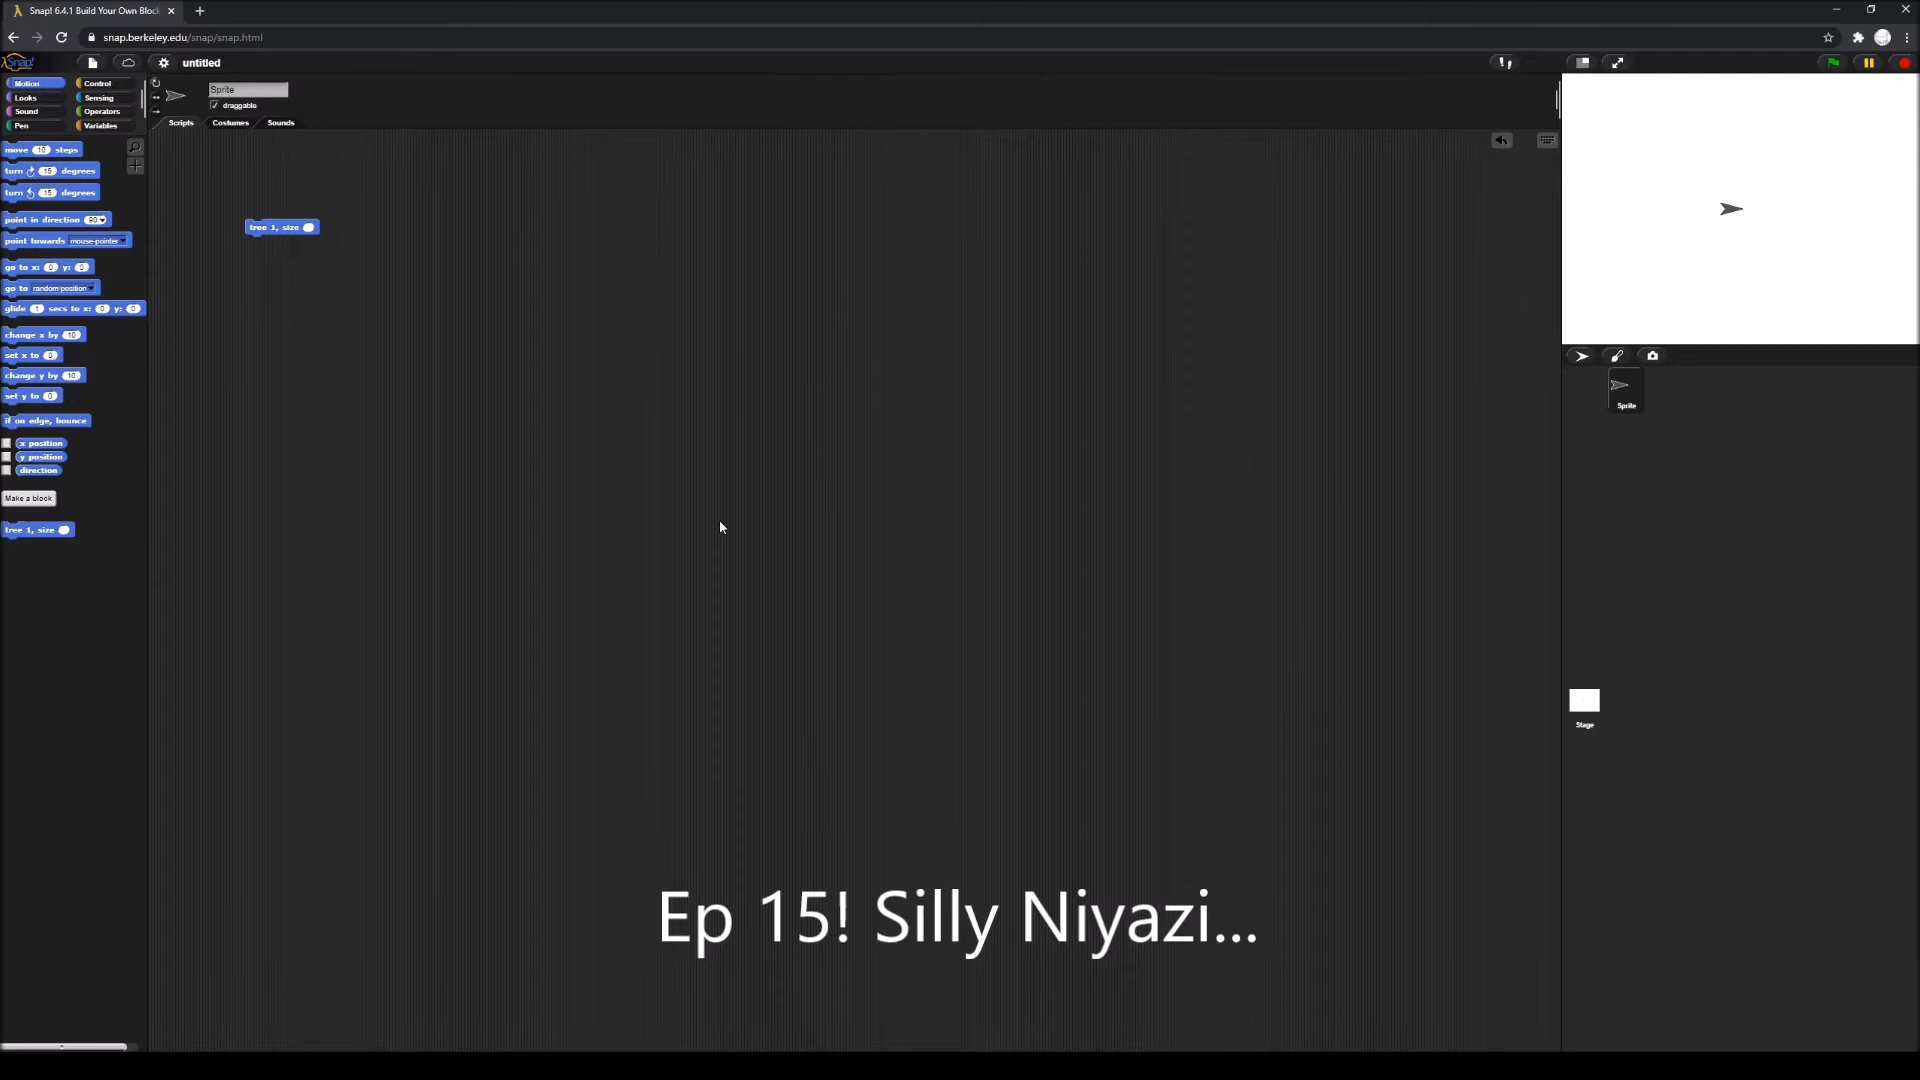 Snap! 6.4.1 Build Your Own Bloc
snap.berkeley.edu/snap/snap.html
Snap!
untitled
Motion
Control
Looks
Sensing
Sound
Operators
Pen
Variables
Sprite
draggable
Scripts
Costumes
Sounds
move 10 steps
turn 15 degrees
turn 15 degrees
point in direction 90
point towards mouse-pointer
go to x: 0 y: 0
go to random position
glide 1 secs to x: 0 y: 0
change x by 10
set x to 0
change y by 10
set y to 0
if on edge, bounce
x position
y position
direction
Make a block
tree 1, size
tree 1, size
Sprite
Stage
Ep 15! Silly Niyazi...